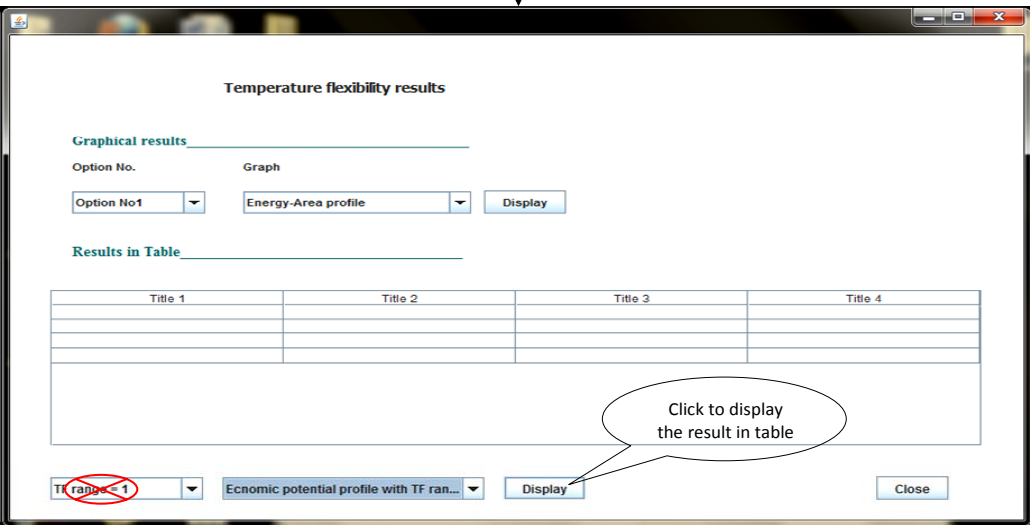 Temperature flexibility results
Graphical results
Option No.
Graph
Option No1
Energy-Area profile
Display
Results in Table
Title 1
Title 2
Title 3
Title 4
Click to display
the result in table
TF range = 1
Ecnomic potential profile with TF ran...
Display
Close